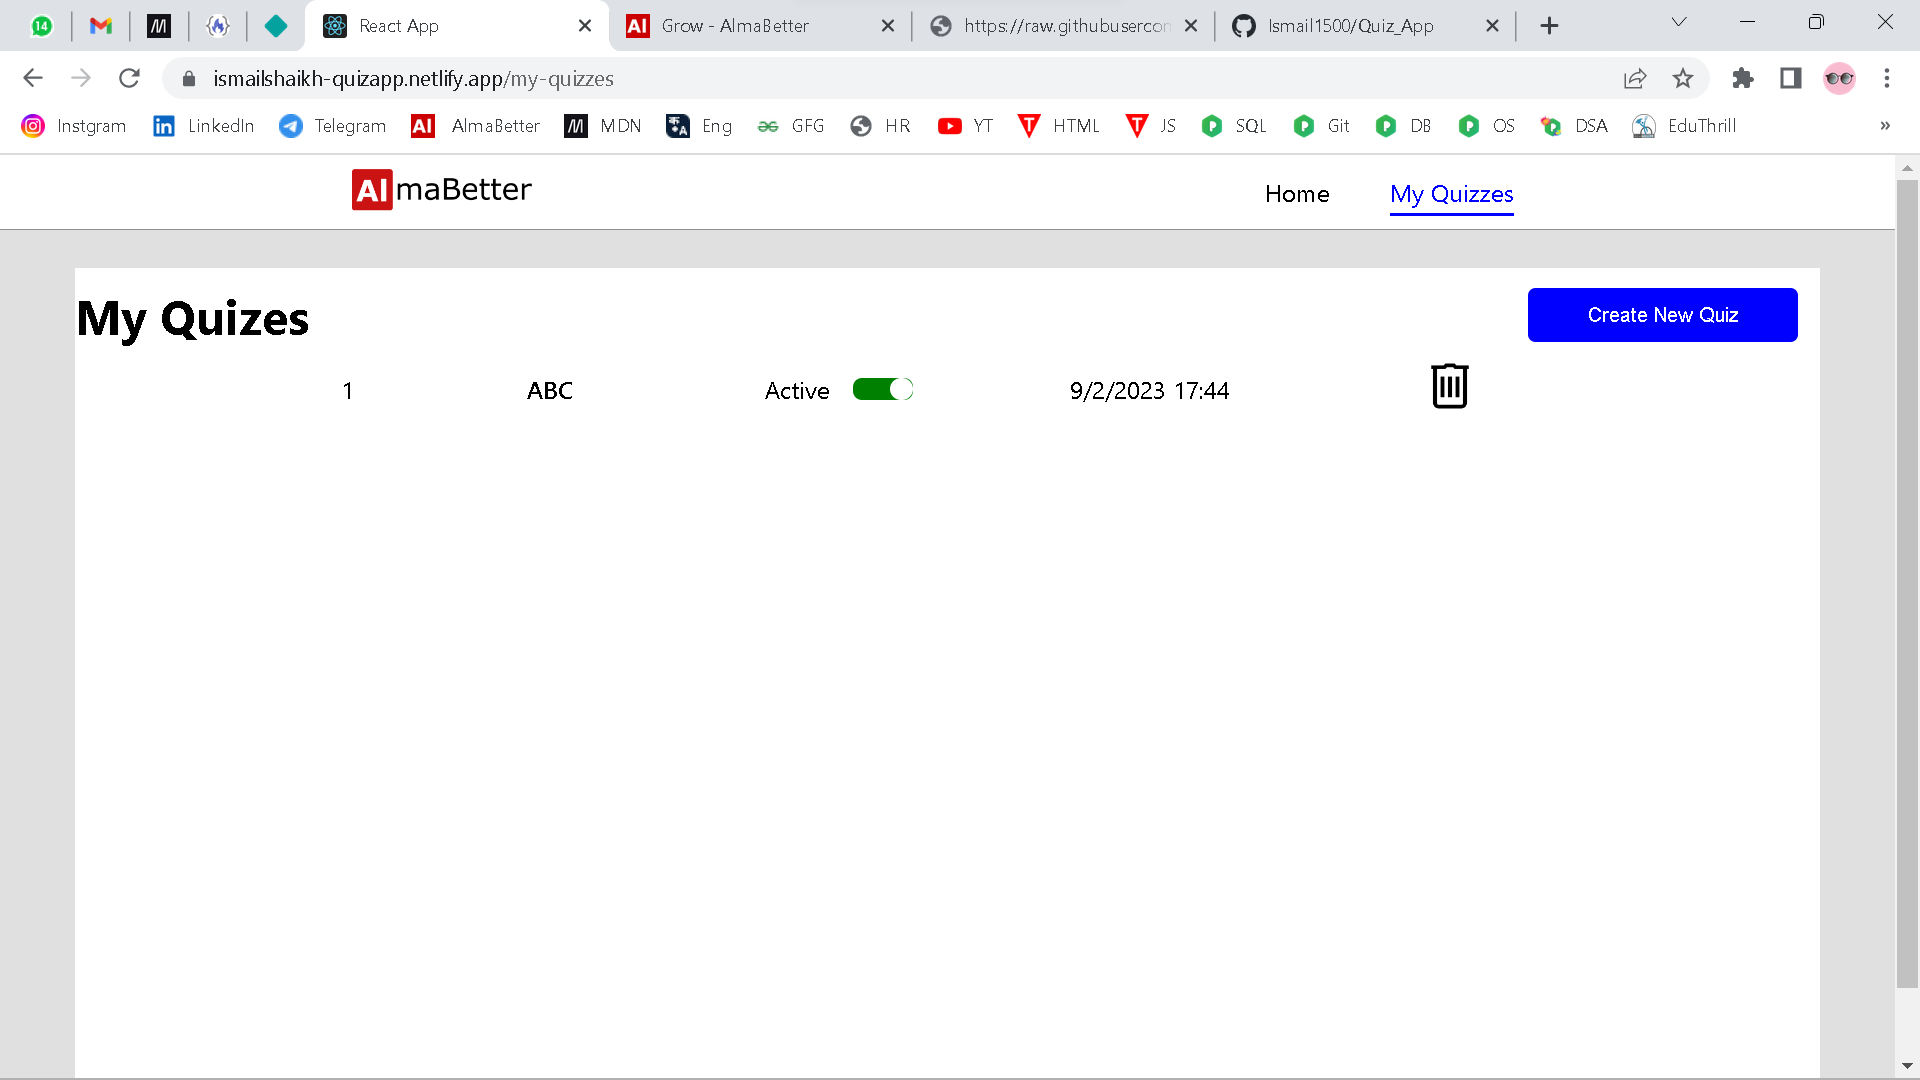 14
React App
Grow - AlmaBetter
https://raw.githubusercon
Ismail1500/Quiz_App
ismailshaikh-quizapp.netlify.app/my-quizzes
Instgram LinkedIn Telegram AlmaBetter MDN Eng GFG HR YT HTML JS SQL Git DB OS DSA EduThrill »
AlmaBetter
Home My Quizzes
My Quizes
Create New Quiz
1 ABC Active 9/2/2023 17:44